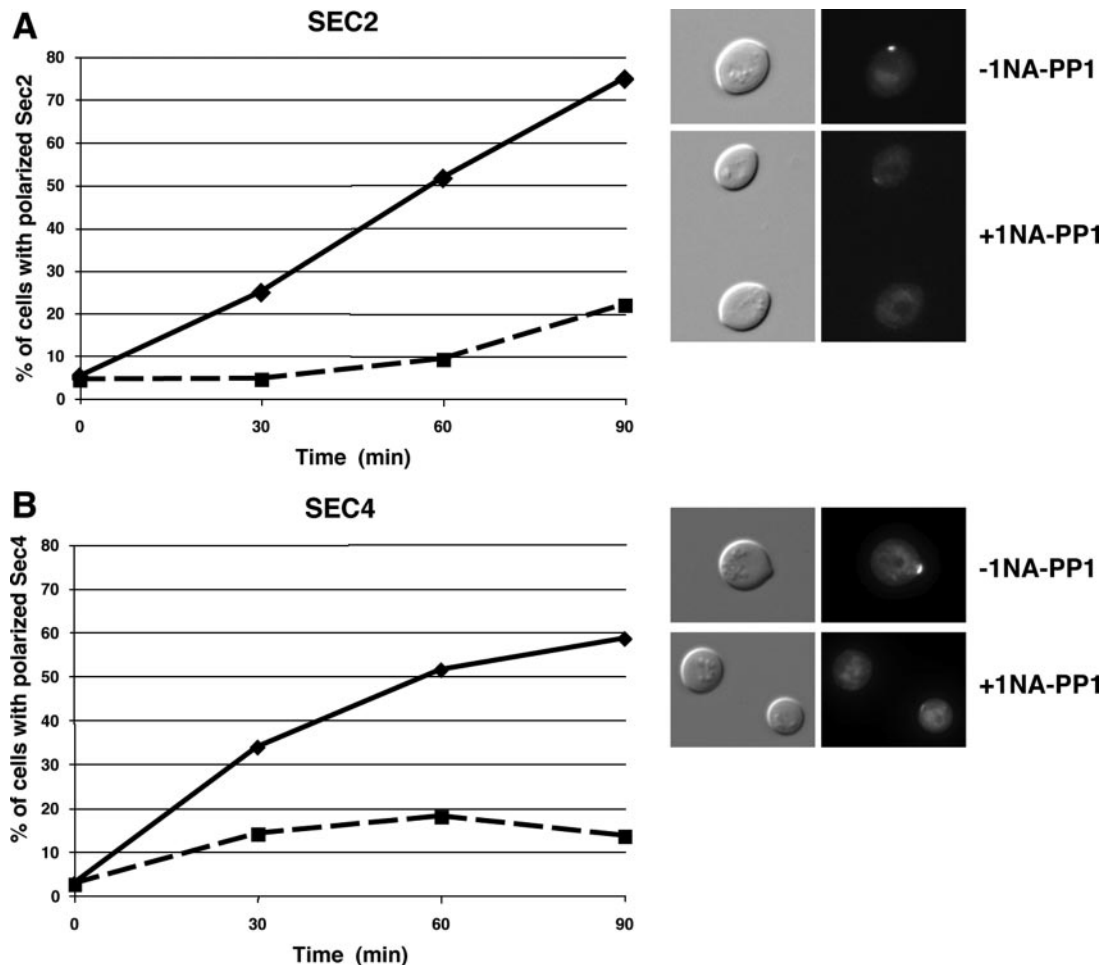 A
SEC2
% of cells with polarized Sec2
80
70
60
50
40
30
20
10
0
0 30 60 90
Time (min)
-1NA-PP1
+1NA-PP1
B
SEC4
% of cells with polarized Sec4
80
70
60
50
40
30
20
10
0
0 30 60 90
Time (min)
-1NA-PP1
+1NA-PP1